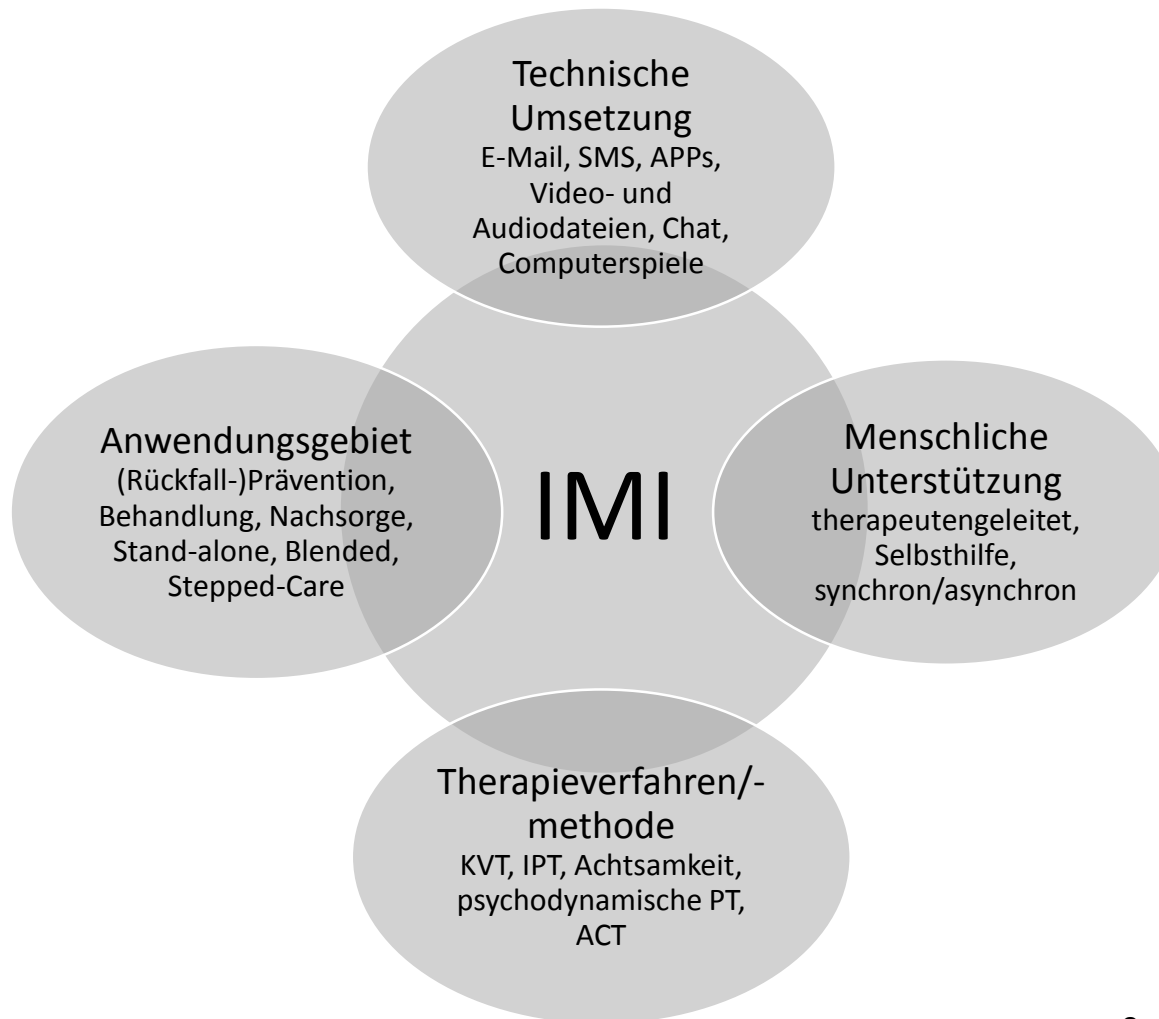 Technische
Umsetzung
E-Mail, SMS, APPs,
Video- und
Audiodateien, Chat,
Computerspiele
Anwendungsgebiet
(Rückfall-)Prävention,
Behandlung, Nachsorge,
Stand-alone, Blended,
Stepped-Care
IMI
Menschliche
Unterstützung
therapeutengeleitet,
Selbsthilfe,
synchron/asynchron
Therapieverfahren/-
methode
KVT, IPT, Achtsamkeit,
psychodynamische PT,
ACT